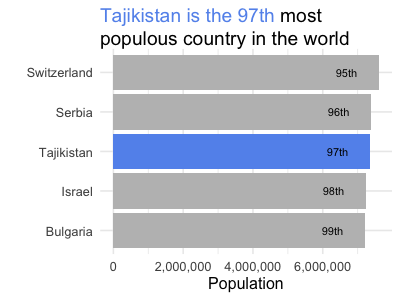 Tajikistan is the 97th most
populous country in the world
Switzerland 95th
Serbia 96th
Tajikistan 97th
Israel 98th
Bulgaria 99th
0 2,000,000 4,000,000 6,000,000
Population